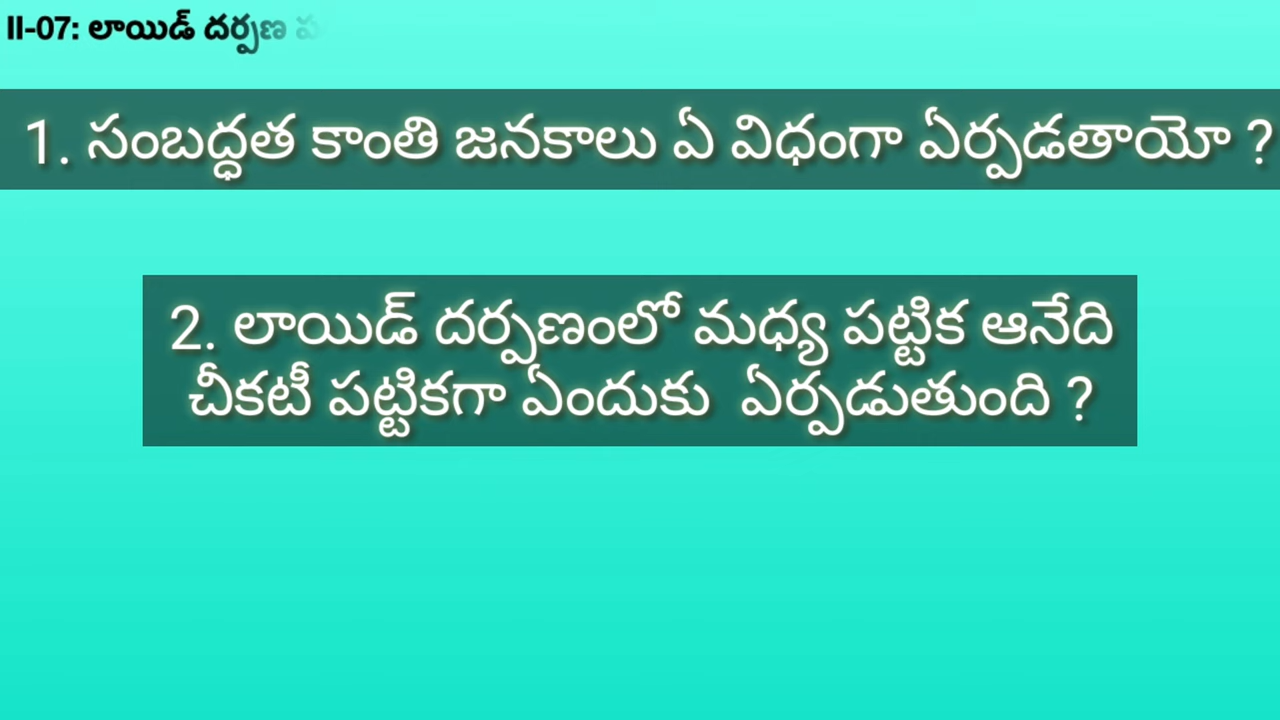 II-07: లాయిడ్ దర్పణ
1. సంబద్ధత కాంతి జనకాలు ఏ విధంగా ఏర్పడతాయో ?
2. లాయిడ్ దర్పణంలో మధ్య పట్టిక ఆనేది
చీకటీ పట్టికగా ఏందుకు ఏర్పడుతుంది ?